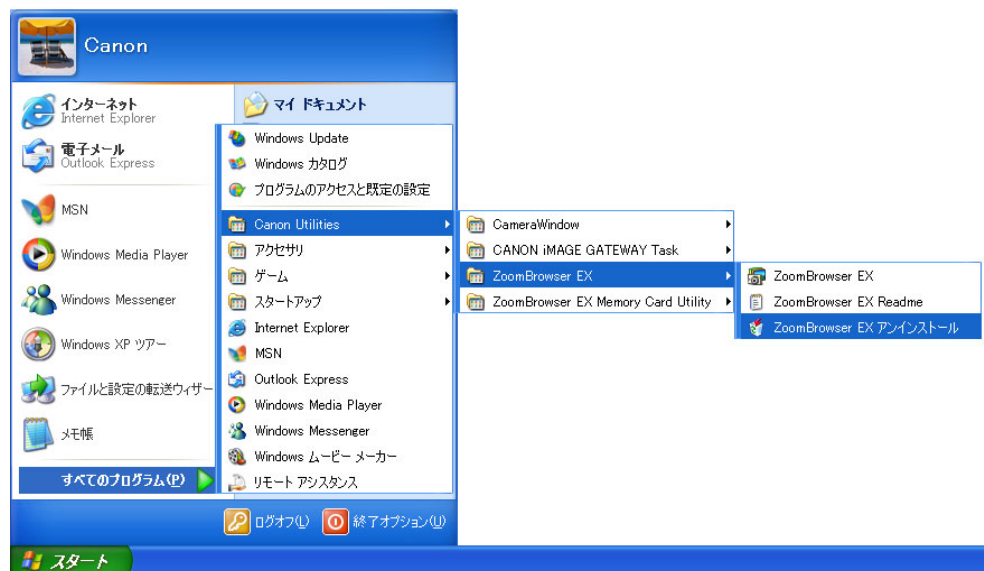 Canon
インターネット
Internet Explorer
電子メール
Outlook Express
MSN
Windows Media Player
Windows Messenger
Windows XP ツアー
ファイルと設定の転送ウィザー
メモ帳
すべてのプログラム(P)
マイ ドキュメント
Windows Update
Windows カタログ
プログラムのアクセスと既定の設定
Canon Utilities
アクセサリ
ゲーム
スタートアップ
Internet Explorer
MSN
Outlook Express
Windows Media Player
Windows Messenger
Windows ムービー メーカー
リモート アシスタンス
CameraWindow
CANON iMAGE GATEWAY Task
ZoomBrowser EX
ZoomBrowser EX Memory Card Utility
ZoomBrowser EX
ZoomBrowser EX Readme
ZoomBrowser EX アンインストール
ログオフ(L)
終了オプション(U)
スタート